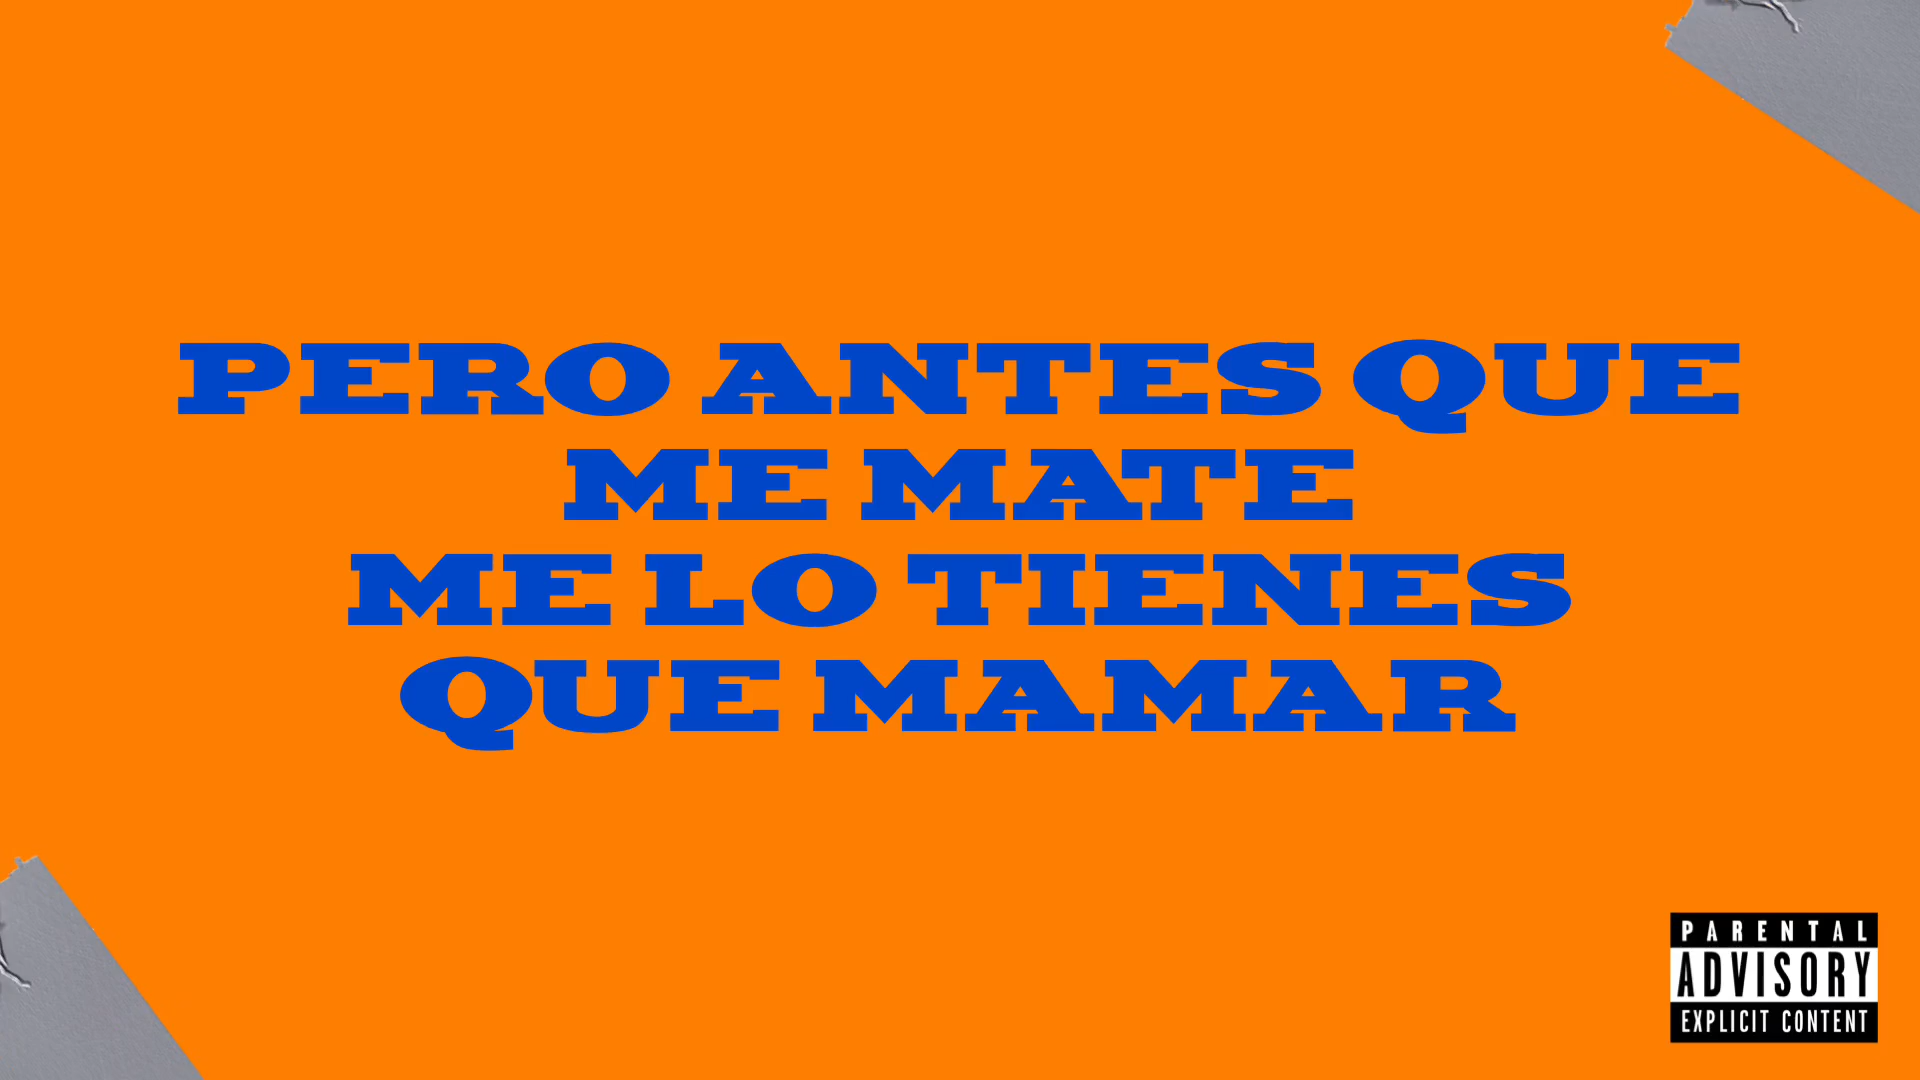 PERO ANTES QUE
ME MATE
ME LO TIENES
QUE MAMAR
PARENTAL
ADVISORY
EXPLICIT CONTENT